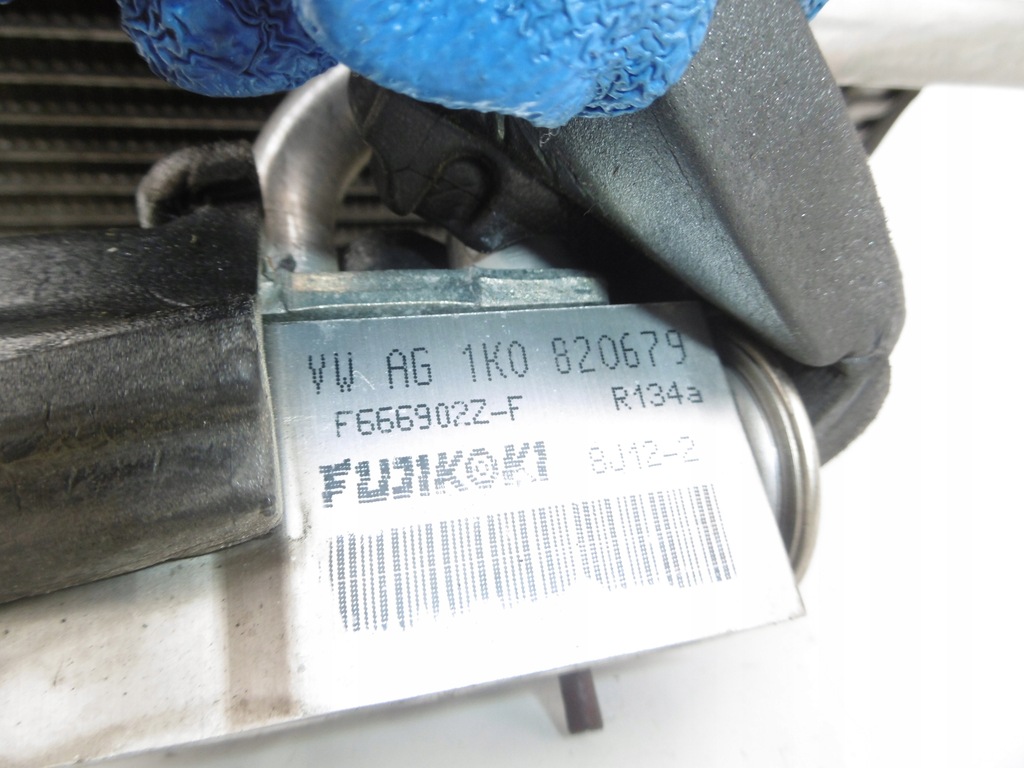 VW AG 1K0 820679
F666902Z-F R134a
FUJIKOKI 8J12-2